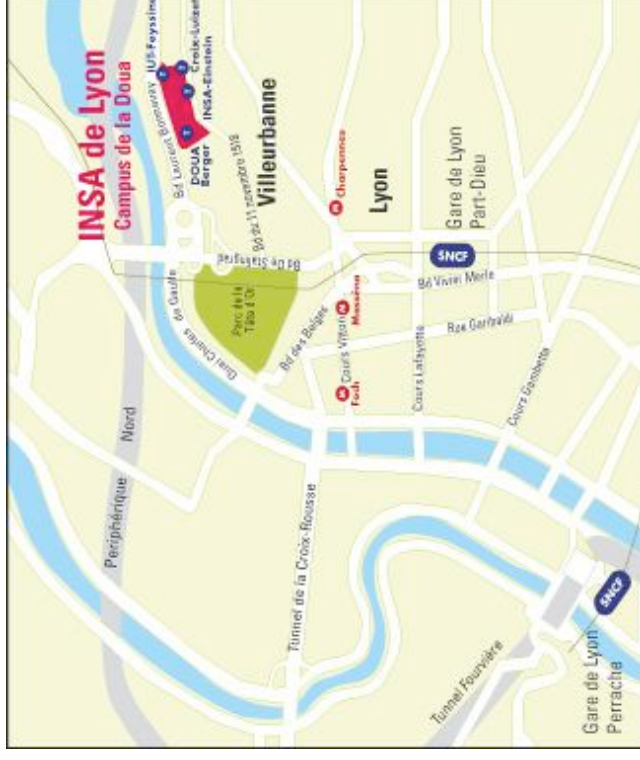 INSA de Lyon
Campus de la Doua
Bd Laurent Bonnevay
IUT-Feyssine
Croix-Luizet
INSA-Einstein
DOUA
Berger
Bd du 11 novembre 1918
Villeurbanne
Periphérique Nord
Quai Charles de Gaulle
Parc de la
Tête d'Or
Bd De Stalingrad
Bd des Belges
M Charpennes
Lyon
M Foch
Cours Vitton
M Masséna
Gare de Lyon
Part-Dieu
SNCF
Bd Vivier Merle
Rue Garibaldi
Cours Lafayette
Cours Gambetta
Tunnel de la Croix-Rousse
Tunnel Fourvière
SNCF
Gare de Lyon
Perrache